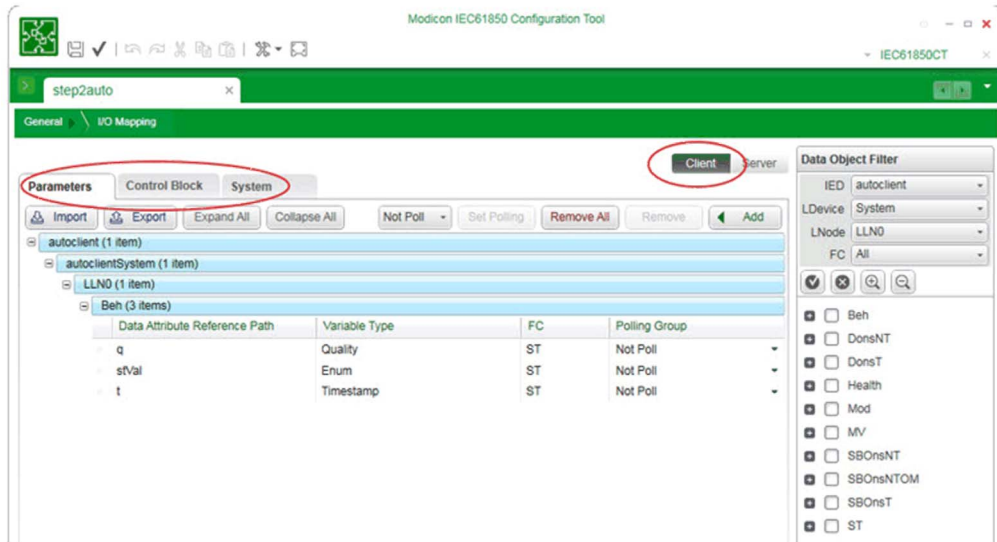 Modicon IEC61850 Configuration Tool
IEC61850CT
step2auto
General I/O Mapping
Client Server
Parameters Control Block System
Import Export Expand All Collapse All Not Poll Set Polling Remove All Remove Add
autoclient (1 item)
autoclientSystem (1 item)
LLN0 (1 item)
Beh (3 items)
Data Attribute Reference Path Variable Type FC Polling Group
q Quality ST Not Poll
stVal Enum ST Not Poll
t Timestamp ST Not Poll
Data Object Filter
IED autoclient
LDevice System
LNode LLN0
FC All
Beh
DonsNT
DonsT
Health
Mod
MV
SBOnsNT
SBOnsNTOM
SBOnsT
ST